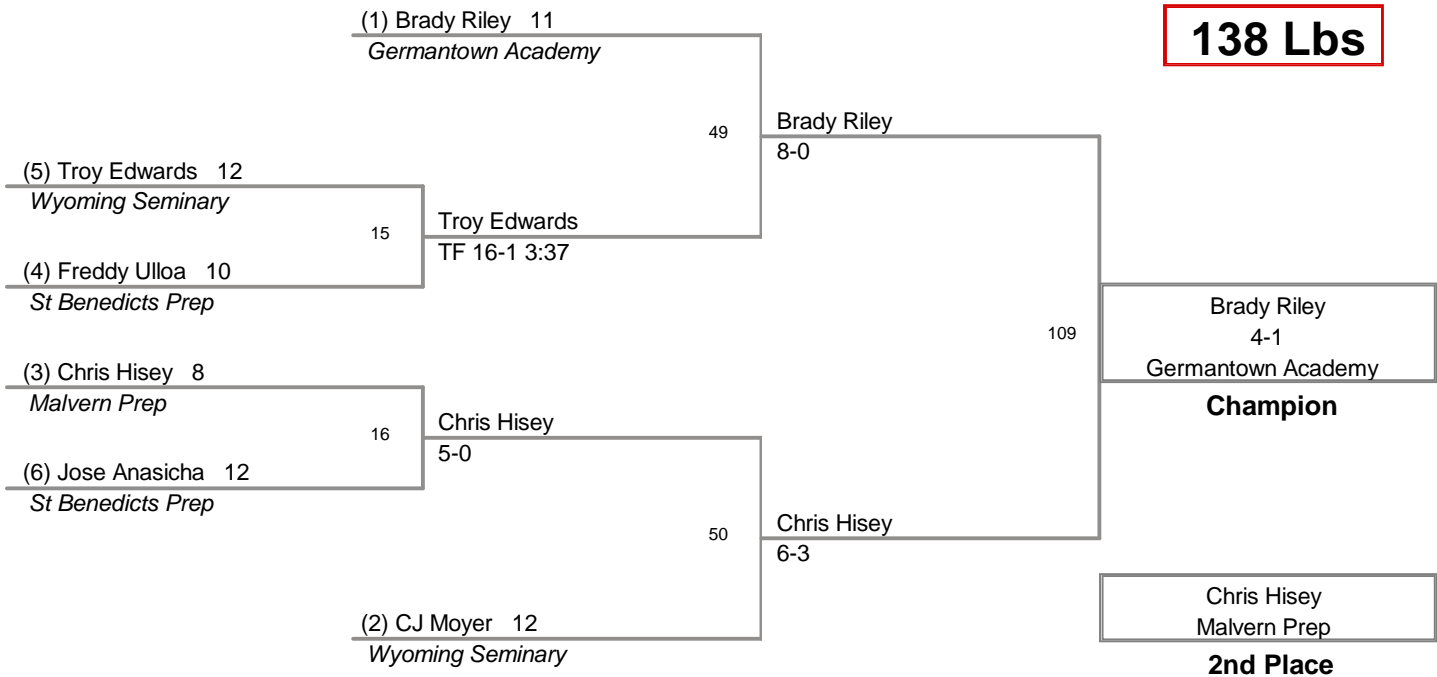 (1) Brady Riley 11
Germantown Academy
138 Lbs
49
Brady Riley
8-0
(5) Troy Edwards 12
Wyoming Seminary
15
Troy Edwards
TF 16-1 3:37
(4) Freddy Ulloa 10
St Benedicts Prep
109
Brady Riley
4-1
Germantown Academy
Champion
(3) Chris Hisey 8
Malvern Prep
16
Chris Hisey
5-0
(6) Jose Anasicha 12
St Benedicts Prep
50
Chris Hisey
6-3
(2) CJ Moyer 12
Wyoming Seminary
Chris Hisey
Malvern Prep
2nd Place